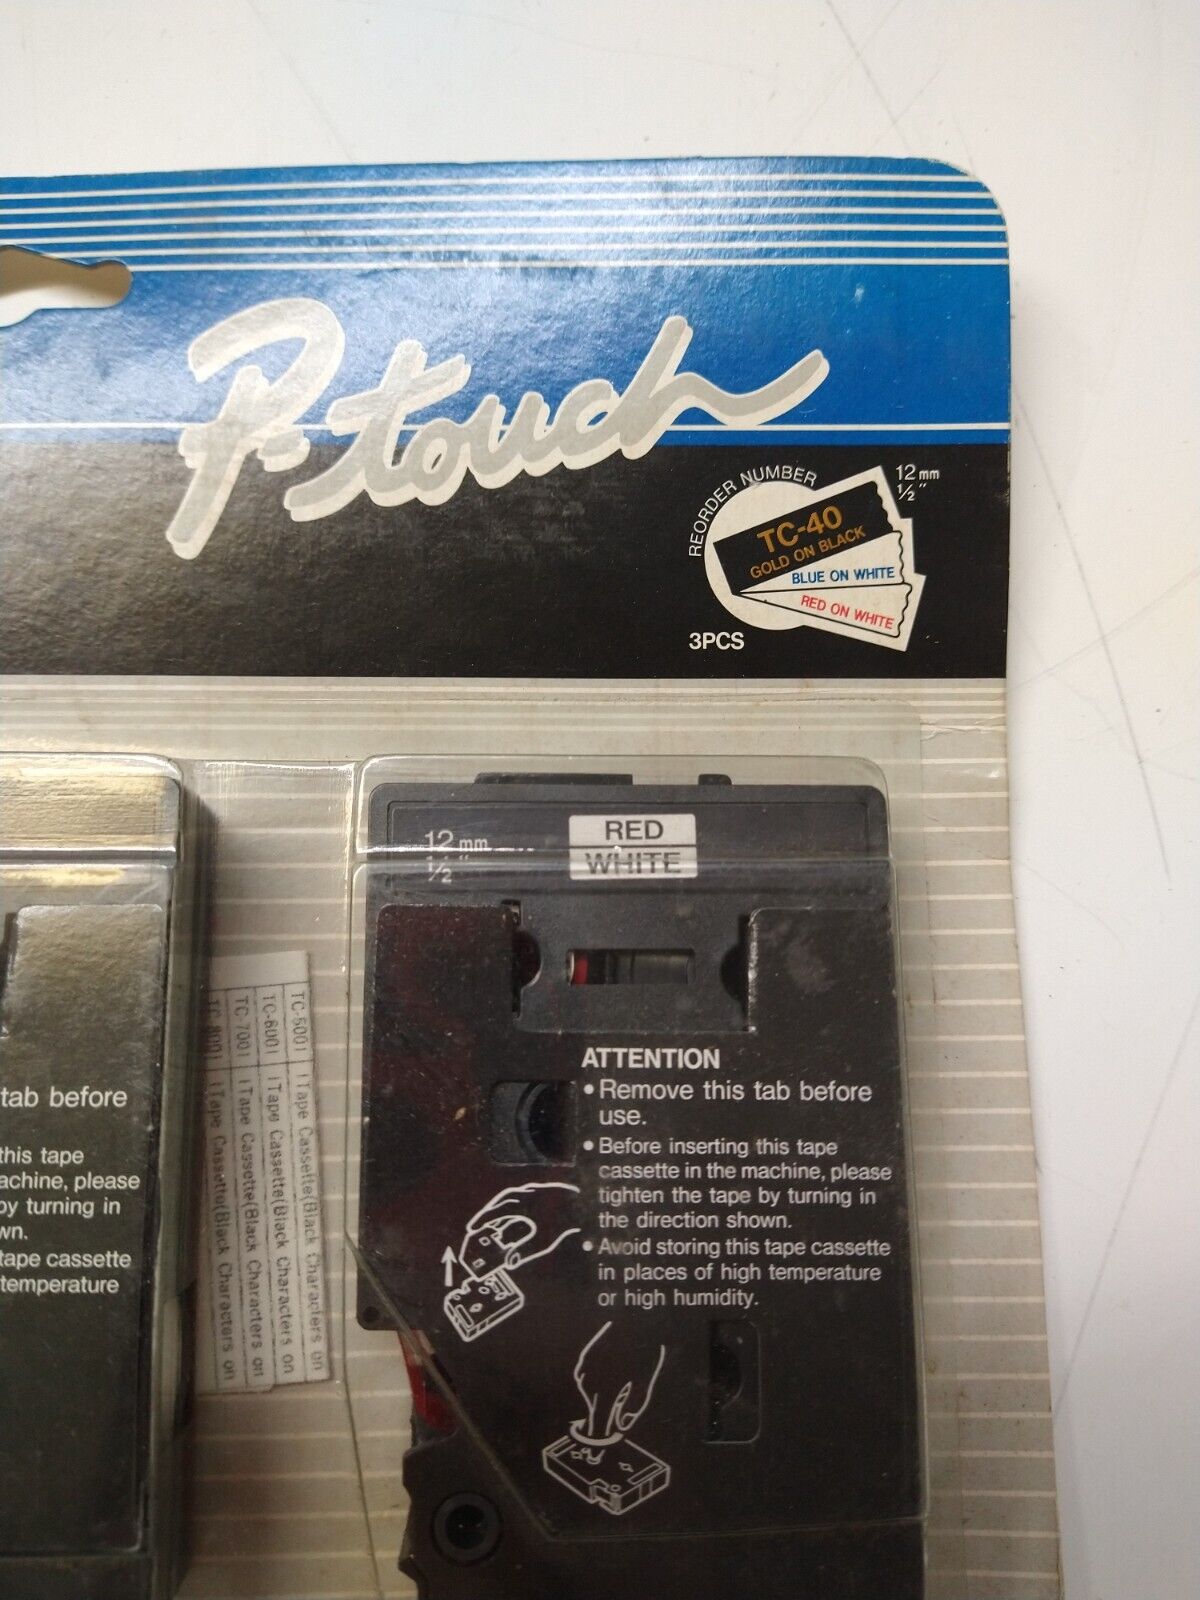 P-touch
REORDER NUMBER
12 mm
1/2"
TC-40
GOLD ON BLACK
BLUE ON WHITE
RED ON WHITE
3PCS
12 mm
1/2"
RED
WHITE
ATTENTION
• Remove this tab before
use.
• Before inserting this tape
cassette in the machine, please
tighten the tape by turning in
the direction shown.
• Avoid storing this tape cassette
in places of high temperature
or high humidity.
tab before
this tape
achine, please
by turning in
wn.
tape cassette
temperature
TC-5001 Tape Cassette(Black Characters on
TC-6001 Tape Cassette(Black Characters on
TC-7001 Tape Cassette(Black Characters on
TC-8001 Tape Cassette(Black Characters on